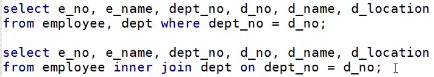 select e_no, e_name, dept_no, d_no, d_name, d_location
from employee, dept where dept_no = d_no;
select e_no, e_name, dept_no, d_no, d_name, d_location
from employee inner join dept on dept_no = d_no;